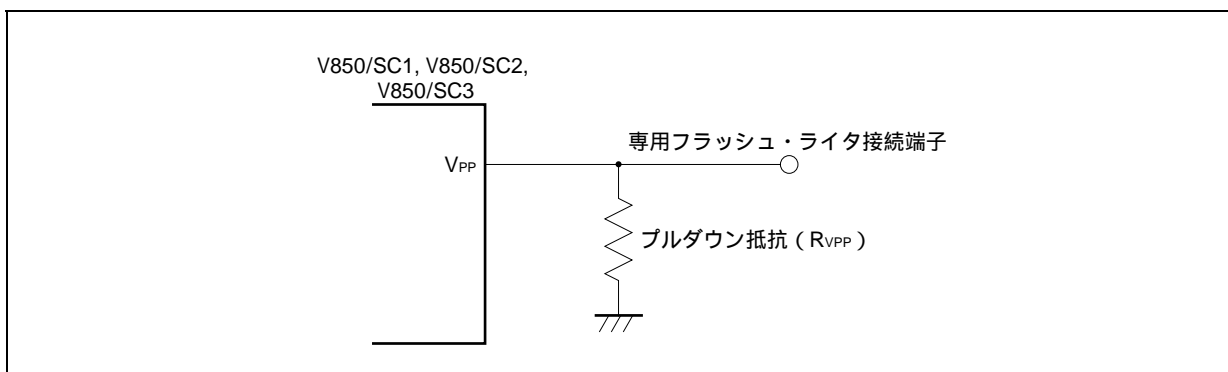 V850/SC1, V850/SC2,
V850/SC3
VPP
専用フラッシュ・ライタ接続端子
プルダウン抵抗(RVPP)